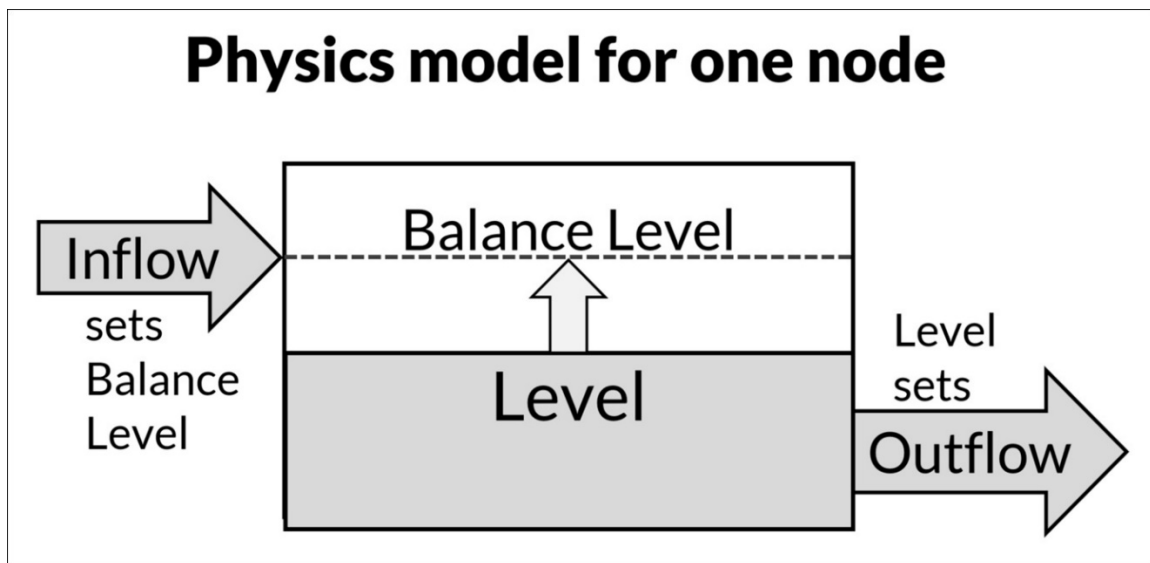 Physics model for one node
Balance Level
Inflow
sets
Balance
Level
Level
Level
sets
Outflow